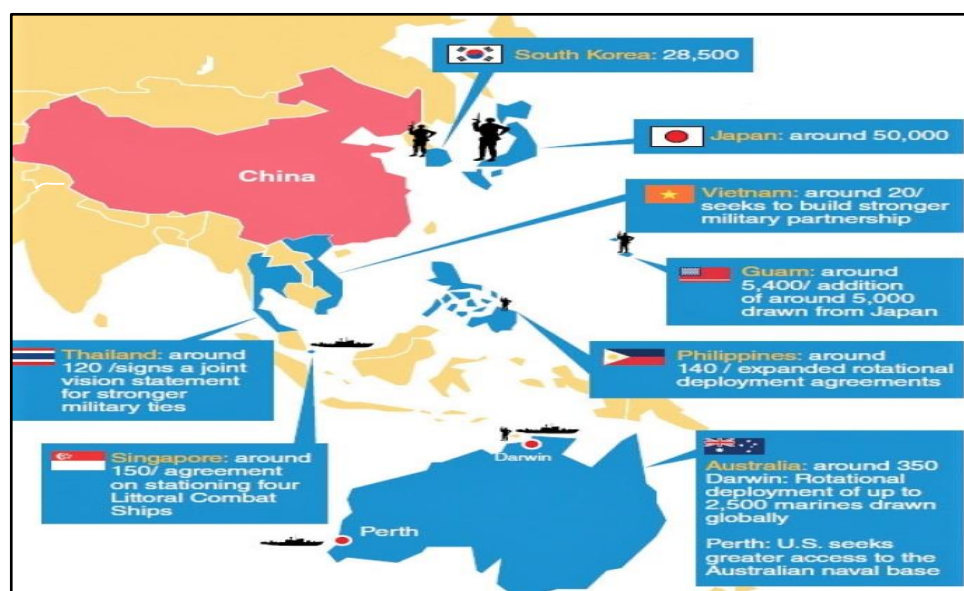 South Korea: 28,500
Japan: around 50,000
China
Vietnam: around 20/
seeks to build stronger
military partnership
Guam: around
5,400/ addition
of around 5,000
drawn from Japan
Thailand: around
120 /signs a joint
vision statement
for stronger
military ties
Philippines: around
140 / expanded rotational
deployment agreements
Singapore: around
150/ agreement
on stationing four
Littoral Combat
Ships
Darwin
Perth
Australia: around 350
Darwin: Rotational
deployment of up to
2,500 marines drawn
globally
Perth: U.S. seeks
greater access to the
Australian naval base